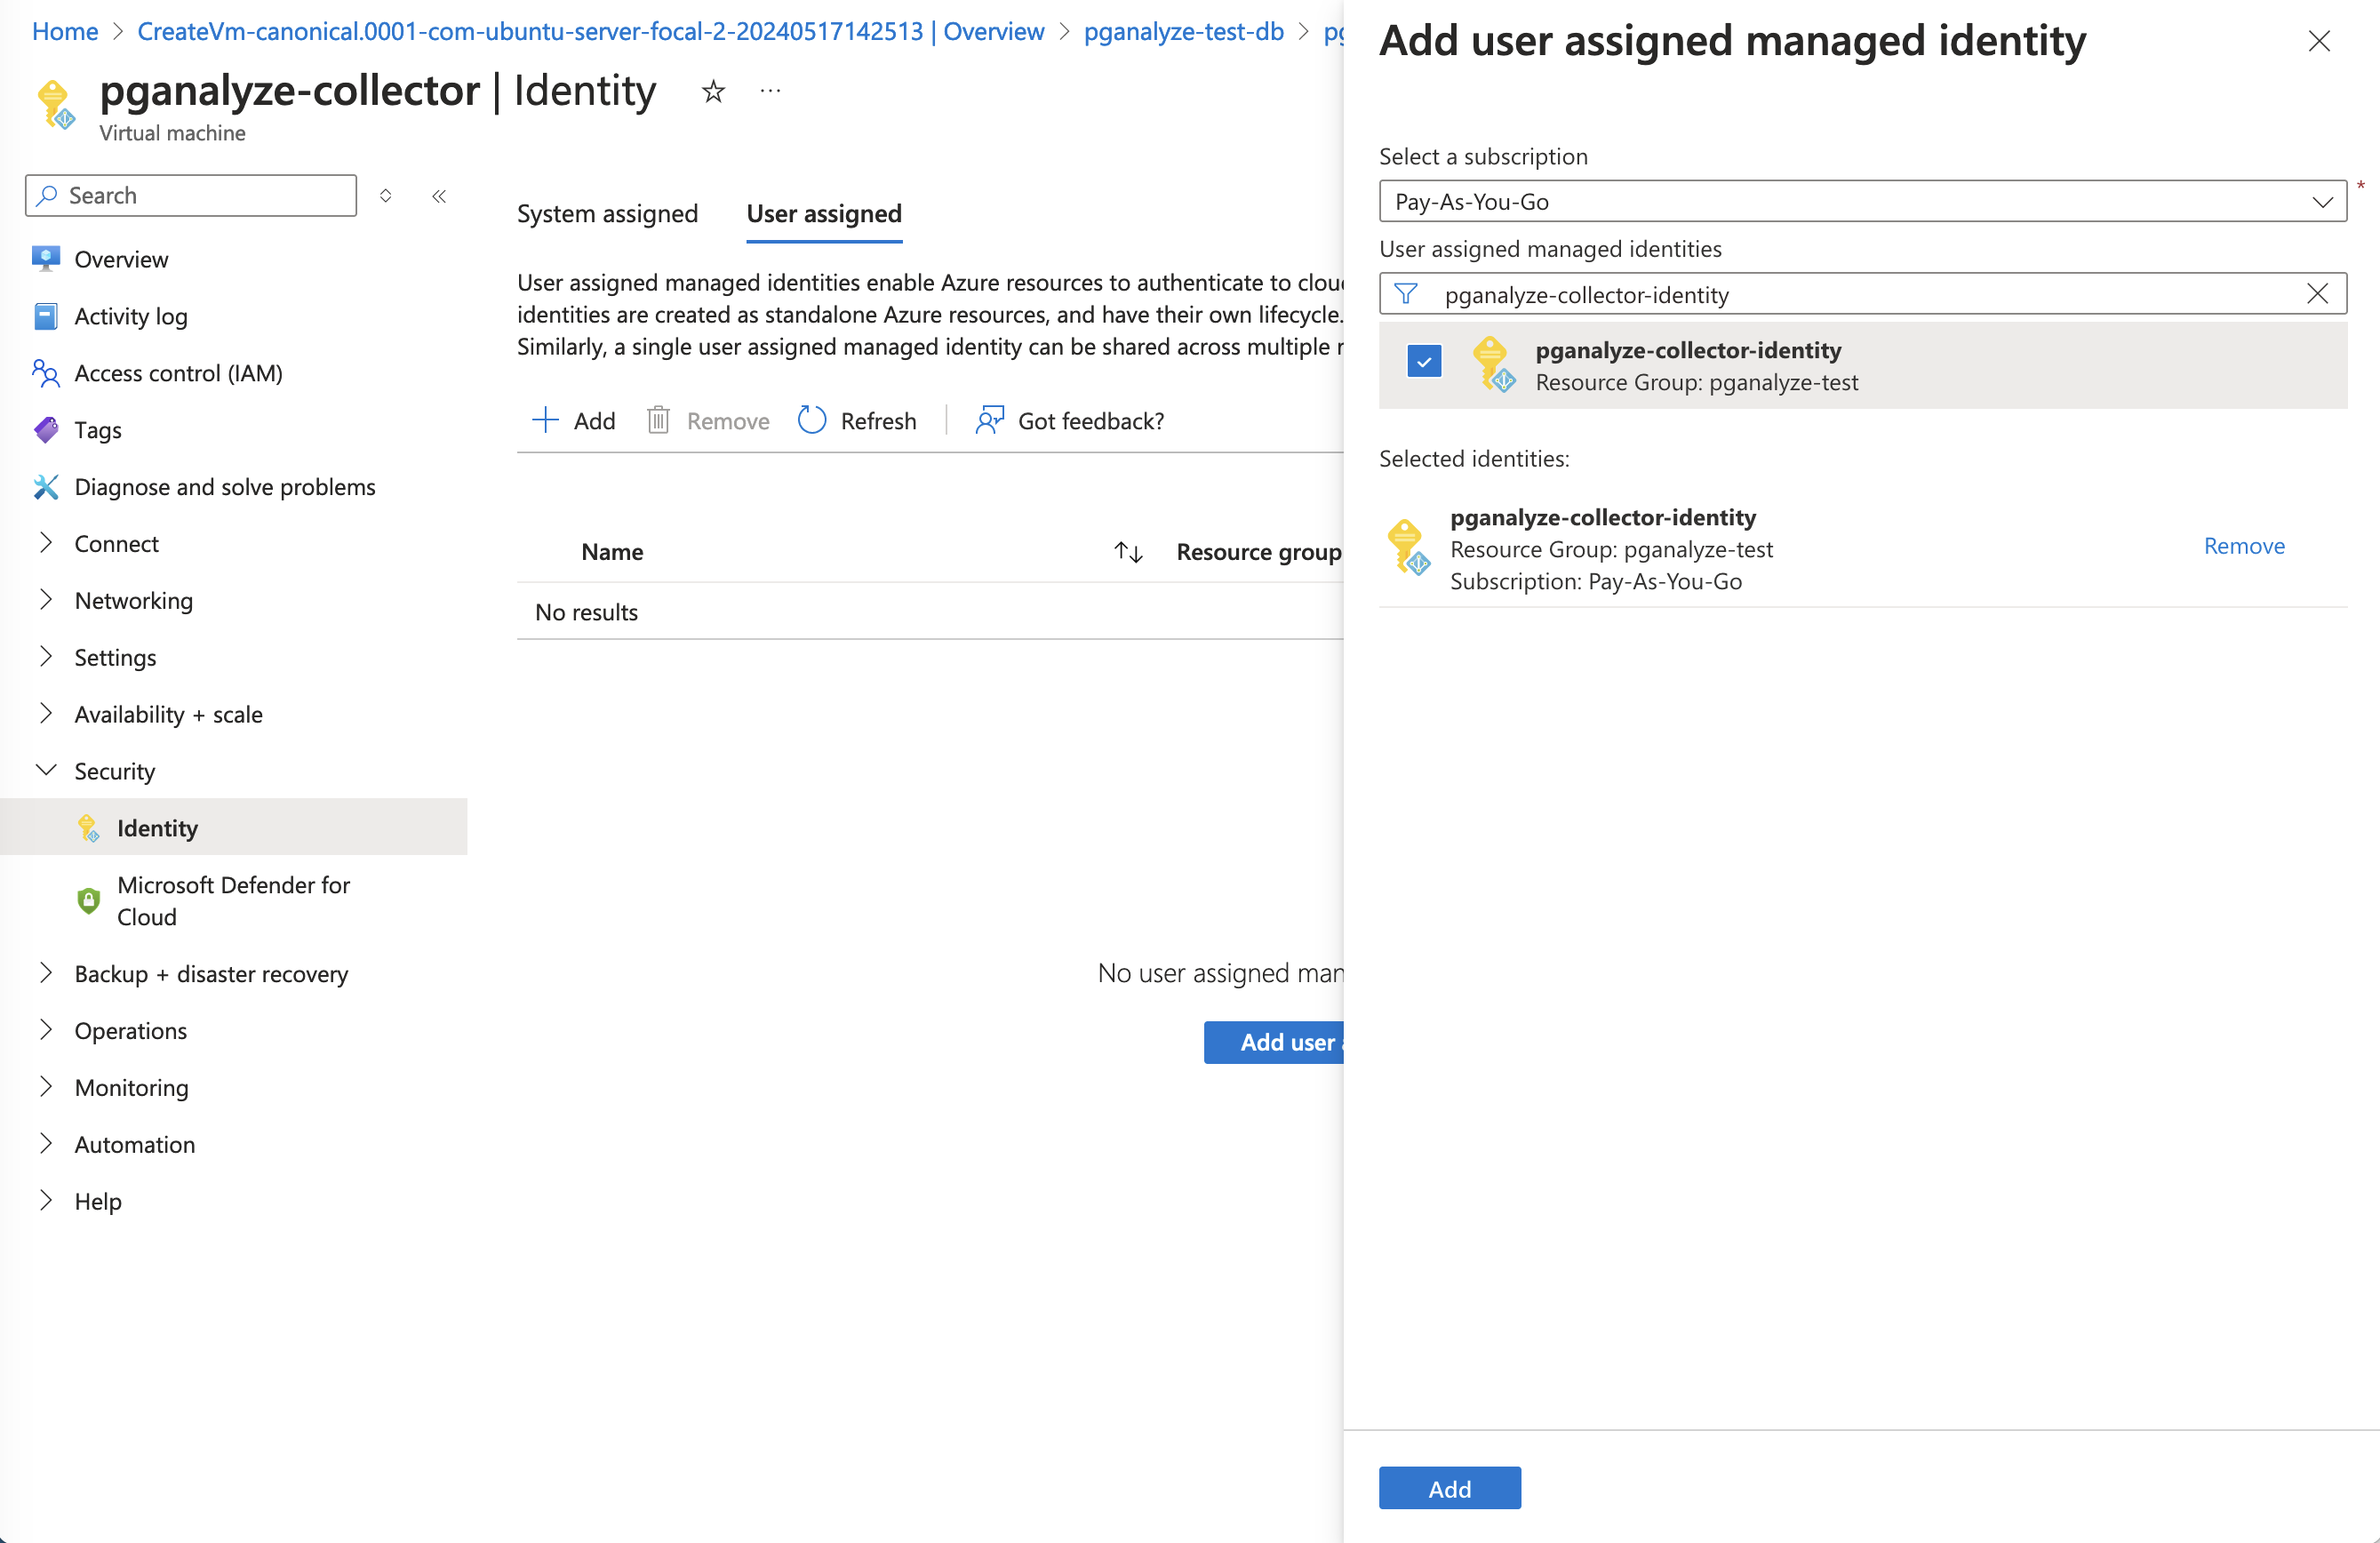 Home > CreateVm-canonical.0001-com-ubuntu-server-focal-2-20240517142513 | Overview > pganalyze-test-db > pg
pganalyze-collector | Identity
Virtual machine
Search
Overview
Activity log
Access control (IAM)
Tags
Diagnose and solve problems
Connect
Networking
Settings
Availability + scale
Security
Identity
Microsoft Defender for
Cloud
Backup + disaster recovery
Operations
Monitoring
Automation
Help
System assigned
User assigned
User assigned managed identities enable Azure resources to authenticate to clou
identities are created as standalone Azure resources, and have their own lifecycle.
Similarly, a single user assigned managed identity can be shared across multiple r
Add
Remove
Refresh
Got feedback?
Name
Resource group
No results
No user assigned man
Add user a
Add user assigned managed identity
Select a subscription
Pay-As-You-Go
*
User assigned managed identities
pganalyze-collector-identity
pganalyze-collector-identity
Resource Group: pganalyze-test
Selected identities:
pganalyze-collector-identity
Resource Group: pganalyze-test
Subscription: Pay-As-You-Go
Remove
Add